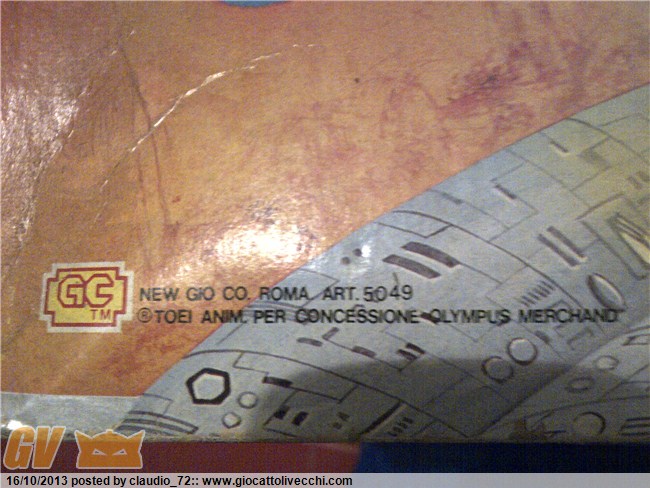 GC
TM
NEW GIO CO. ROMA ART. 5049
® TOEI ANIM. PER CONCESSIONE OLYMPUS MERCHAND
GV
16/10/2013 posted by claudio_72:: www.giocattolivecchi.com